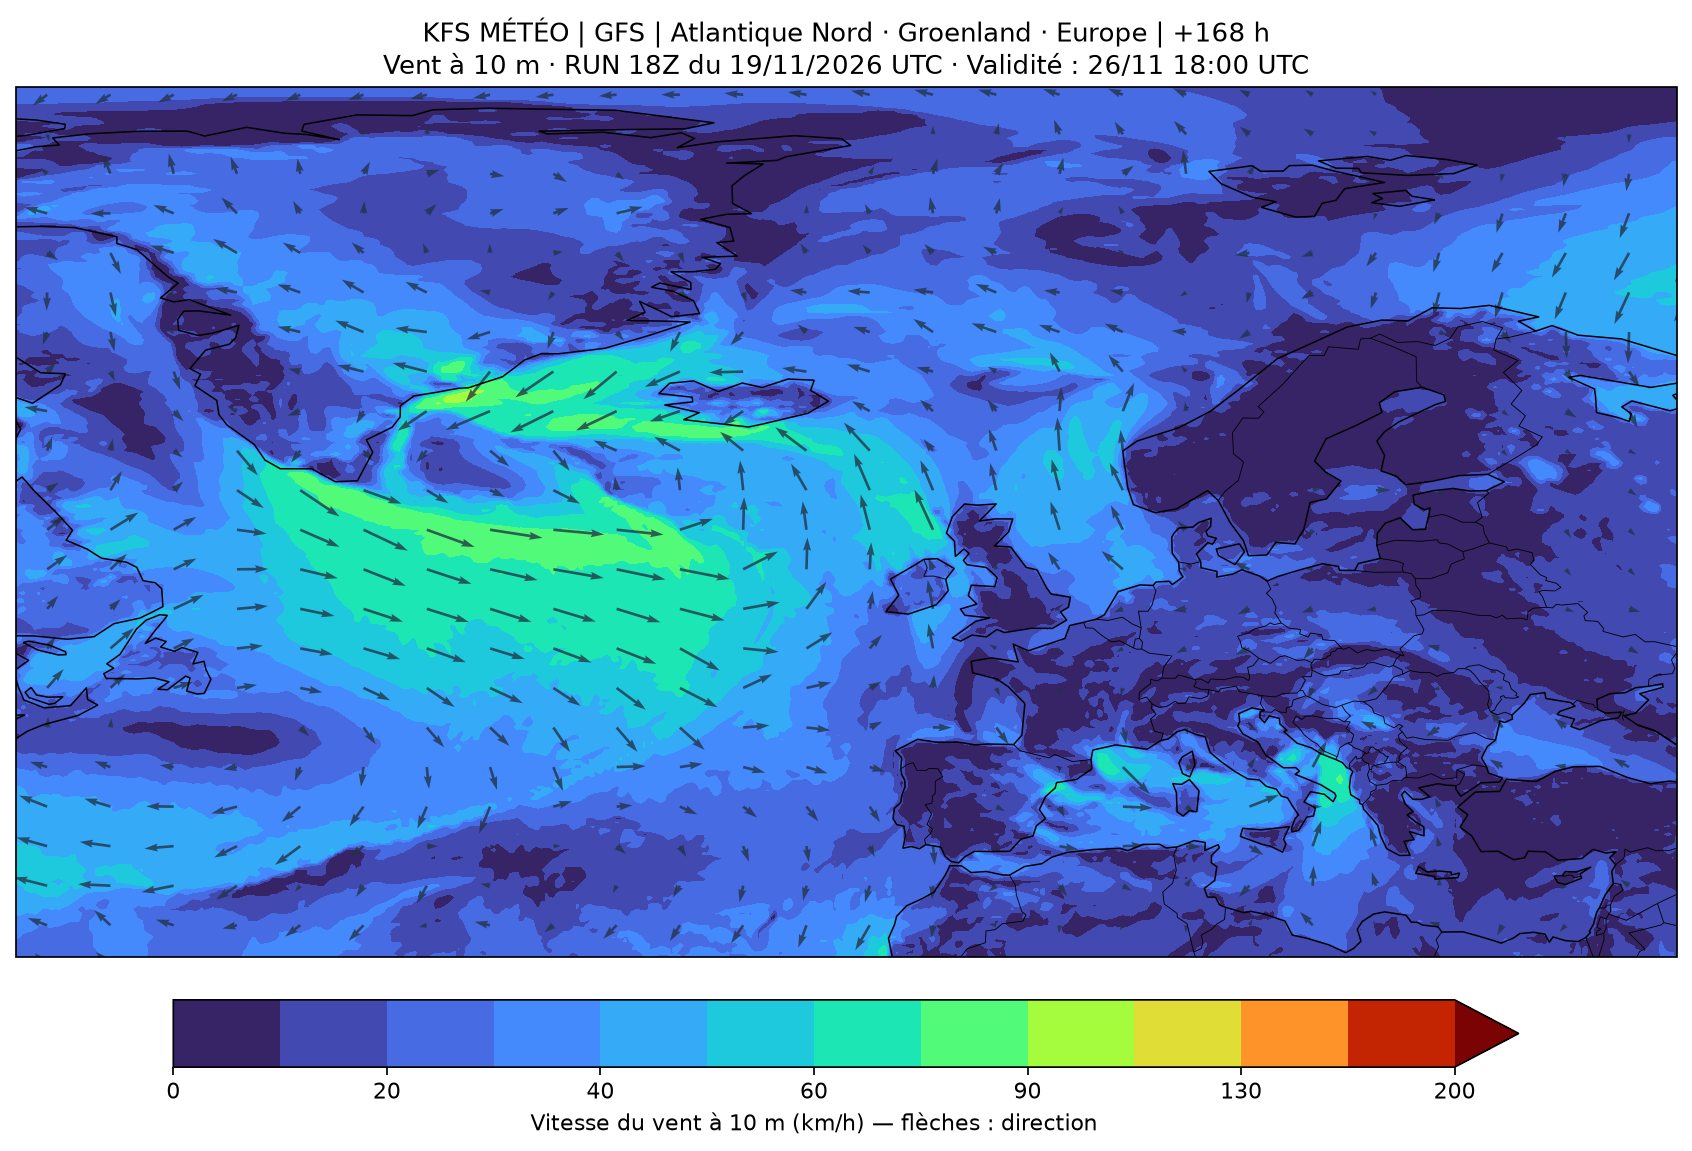 KFS MÉTÉO | GFS | Atlantique Nord · Groenland · Europe | +168 h
Vent à 10 m · RUN 18Z du 19/11/2026 UTC · Validité : 26/11 18:00 UTC
0 20 40 60 90 130 200
Vitesse du vent à 10 m (km/h) — flèches : direction